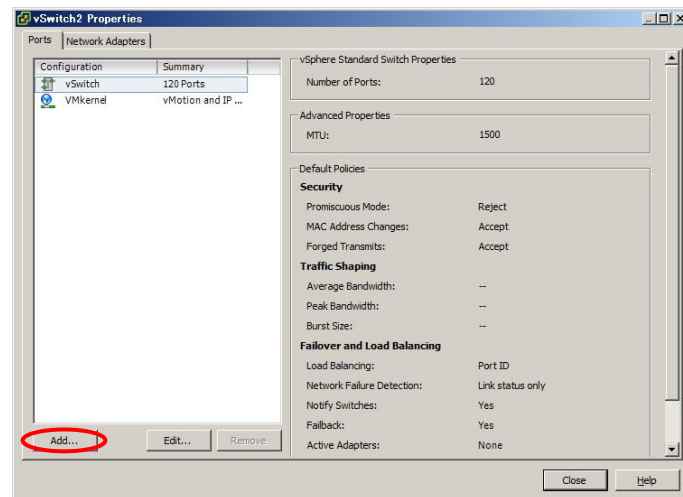 vSwitch2 Properties
Ports Network Adapters
Configuration Summary
vSwitch 120 Ports
VMkernel vMotion and IP ...
Add... Edit... Remove
vSphere Standard Switch Properties
Number of Ports: 120
Advanced Properties
MTU: 1500
Default Policies
Security
Promiscuous Mode: Reject
MAC Address Changes: Accept
Forged Transmits: Accept
Traffic Shaping
Average Bandwidth: --
Peak Bandwidth: --
Burst Size: --
Failover and Load Balancing
Load Balancing: Port ID
Network Failure Detection: Link status only
Notify Switches: Yes
Failback: Yes
Active Adapters: None
Close Help